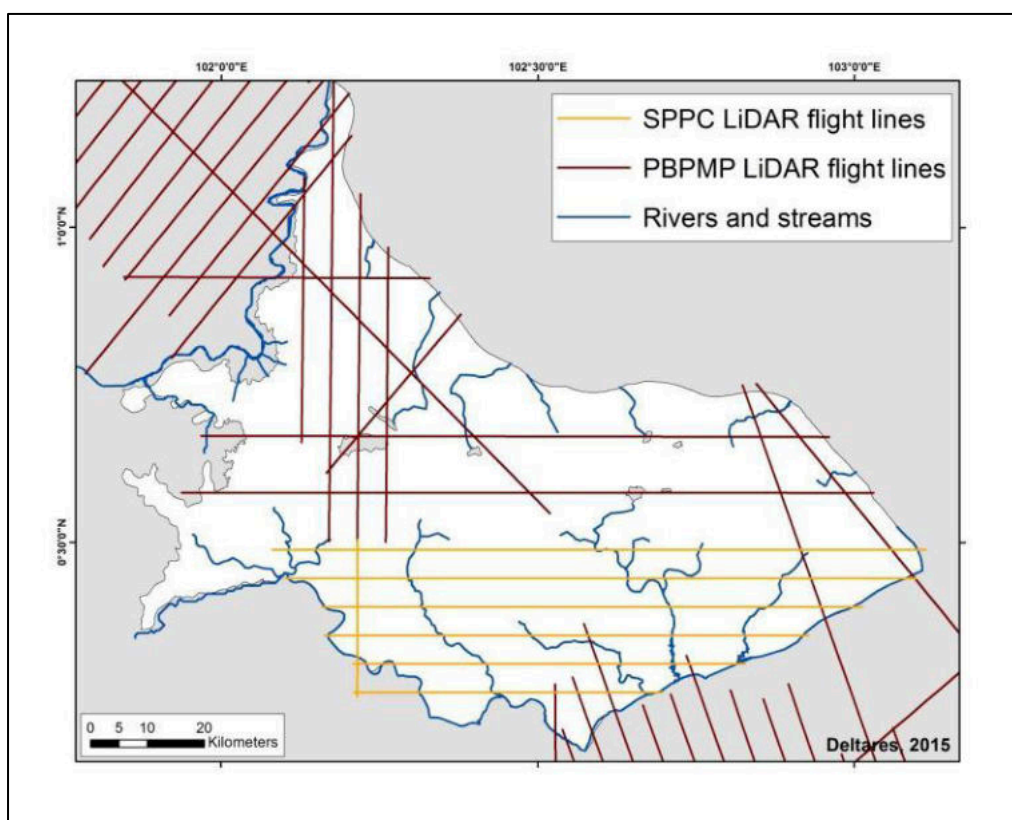 102°0'0"E 102°30'0"E 103°0'0"E
SPPC LiDAR flight lines
PBPMP LiDAR flight lines
Rivers and streams
1°0'0"N
0°30'0"N
0 5 10 20
Kilometers
Deltares, 2015